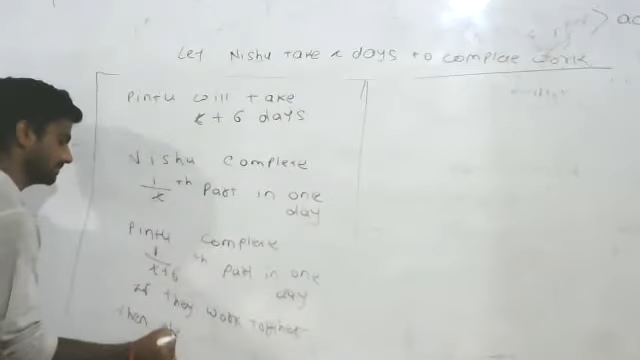 Let Nishu take x days to complete work
Pintu will take
x + 6 days
Nishu complete
1/x th part in one
day
Pintu complete
1/x+6 th part in one
day
if they work together
then